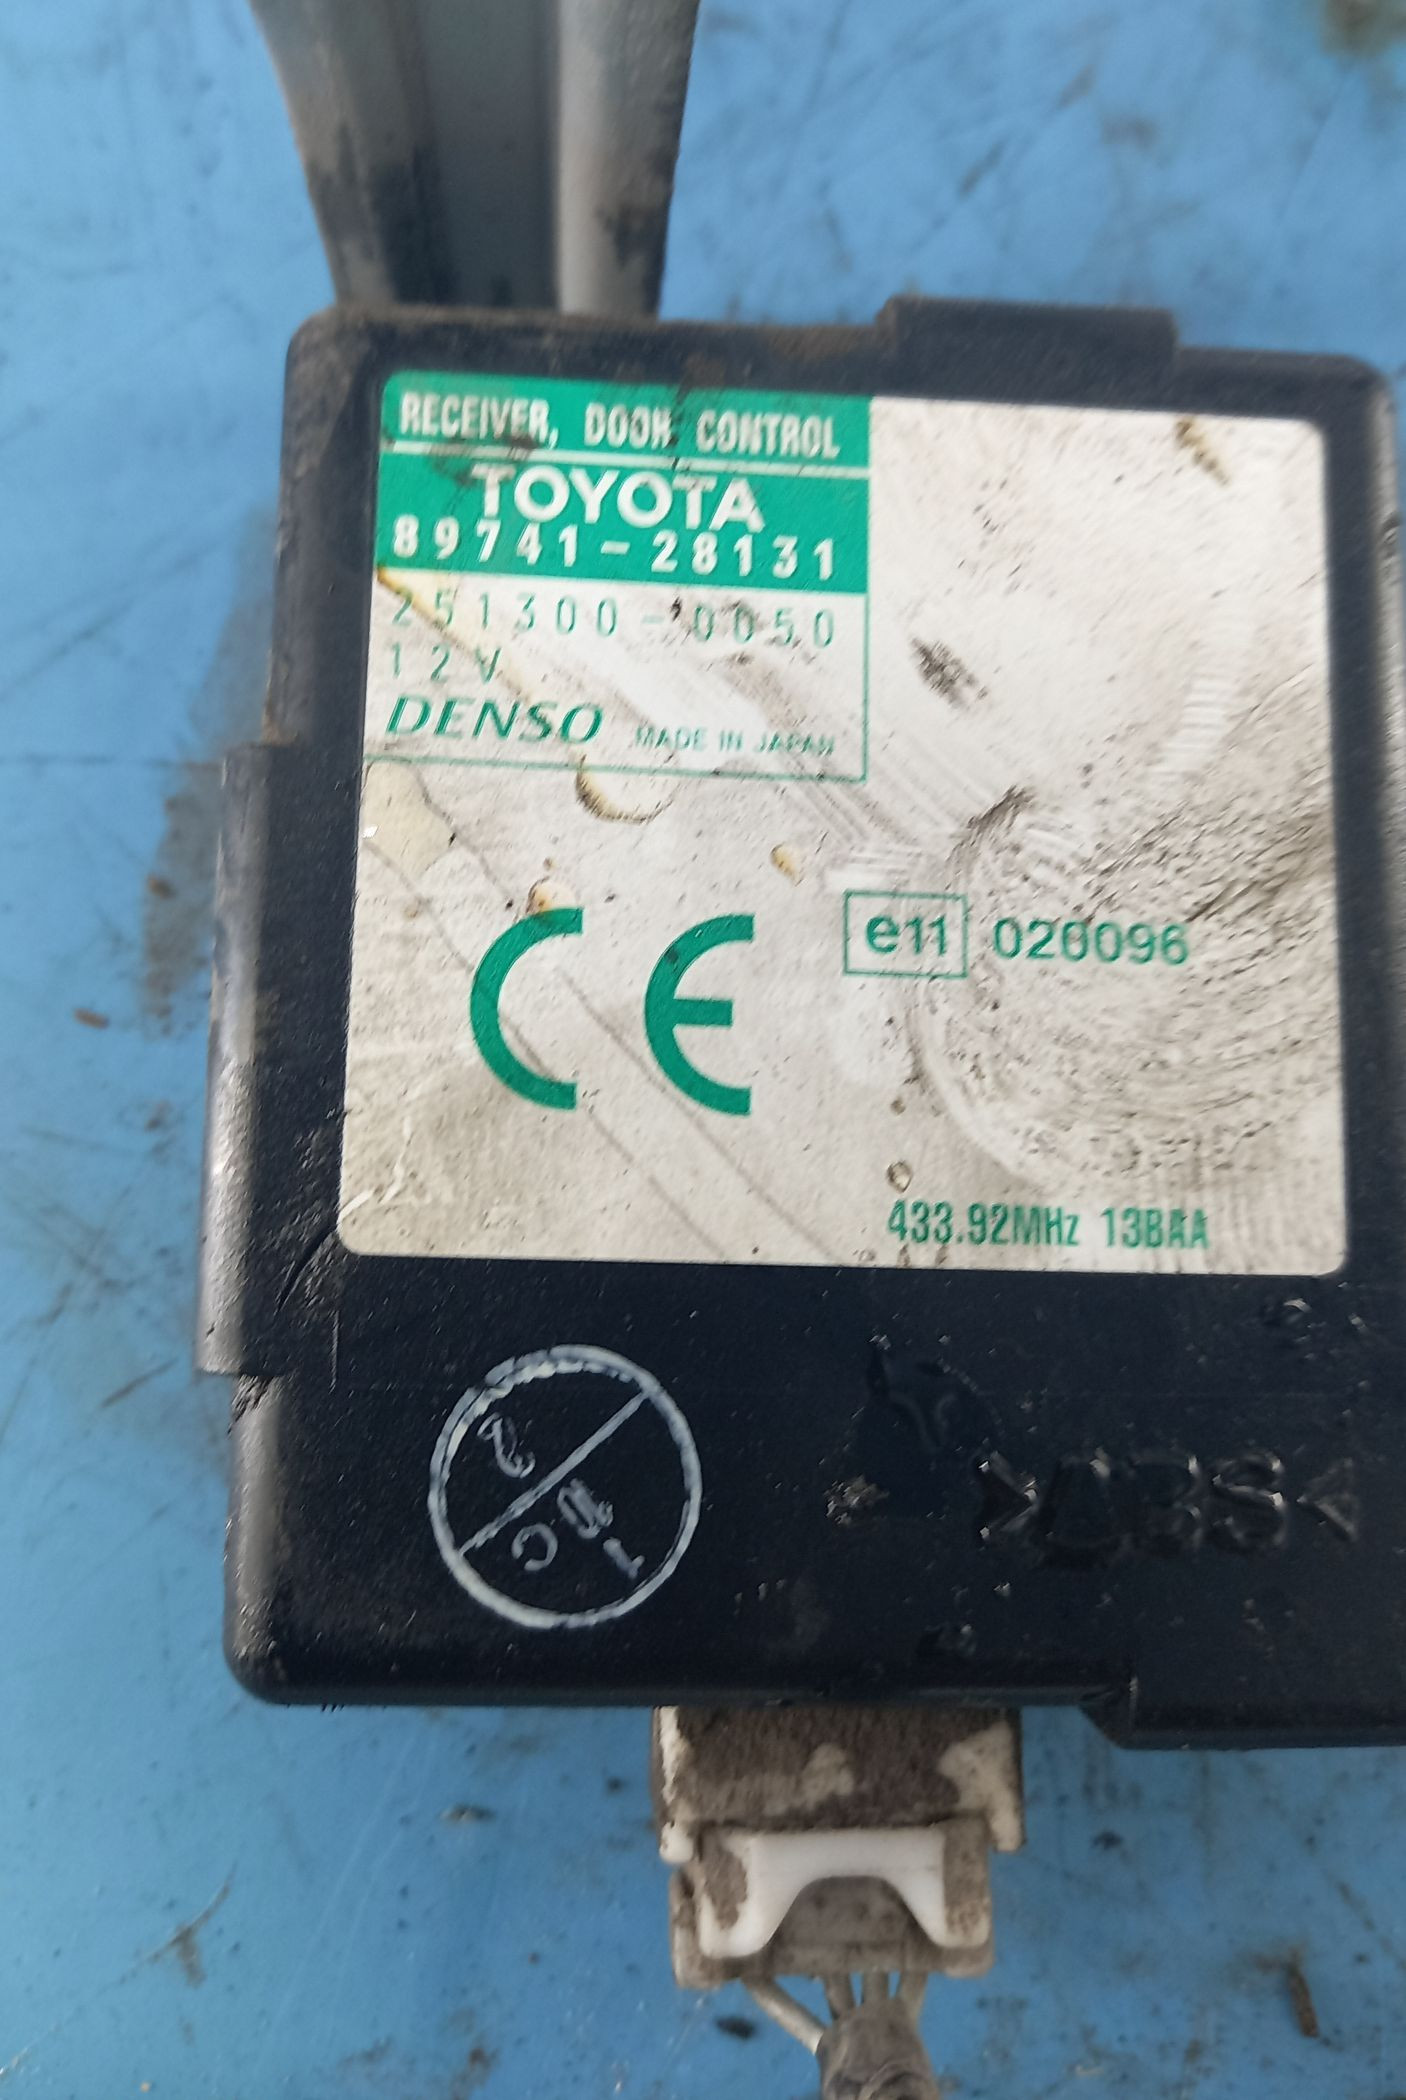 RECEIVER, DOOR CONTROL
TOYOTA
89741-28131
251300-0050
12V
DENSO MADE IN JAPAN
CE
e11 020096
433.92MHz 13BAA
>ABS<